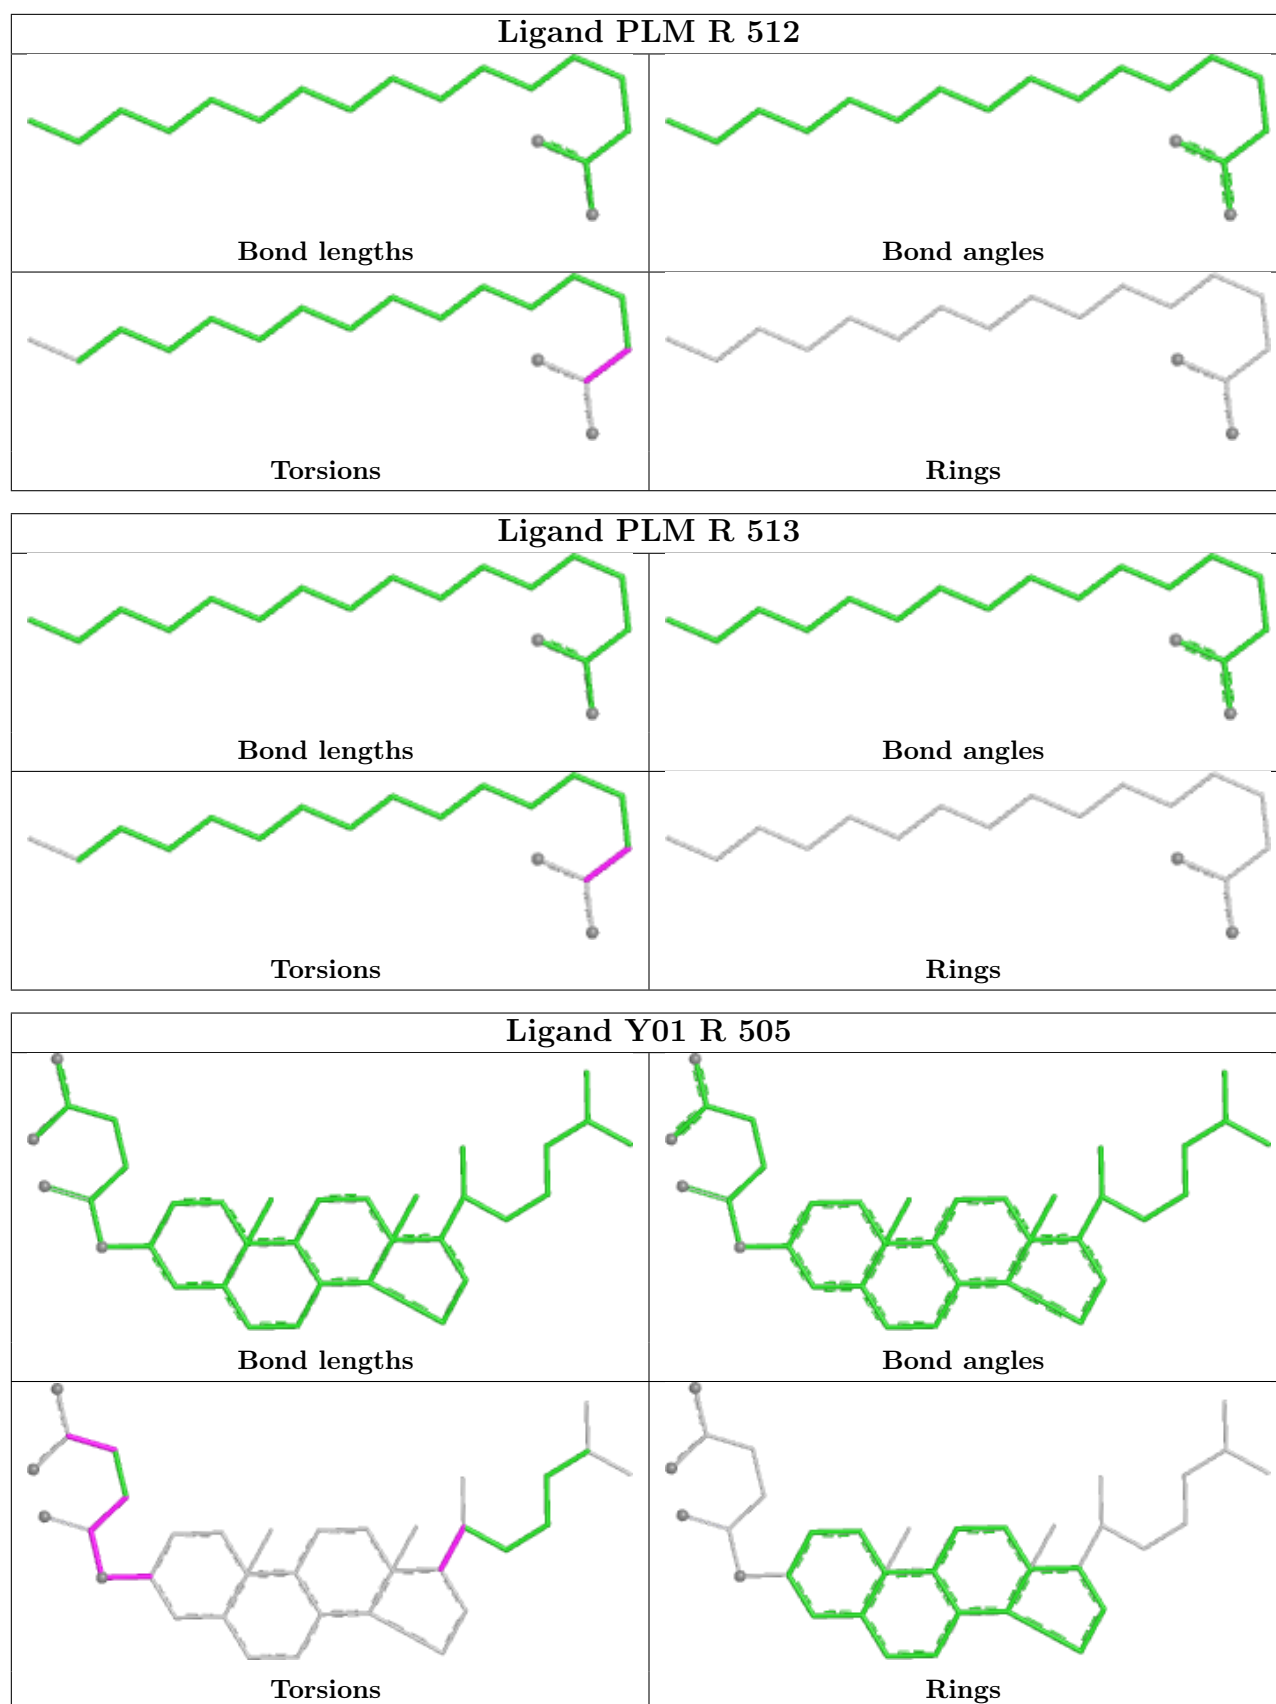 Ligand PLM R 512
Bond lengths
Bond angles
Torsions
Rings
Ligand PLM R 513
Bond lengths
Bond angles
Torsions
Rings
Ligand Y01 R 505
Bond lengths
Bond angles
Torsions
Rings